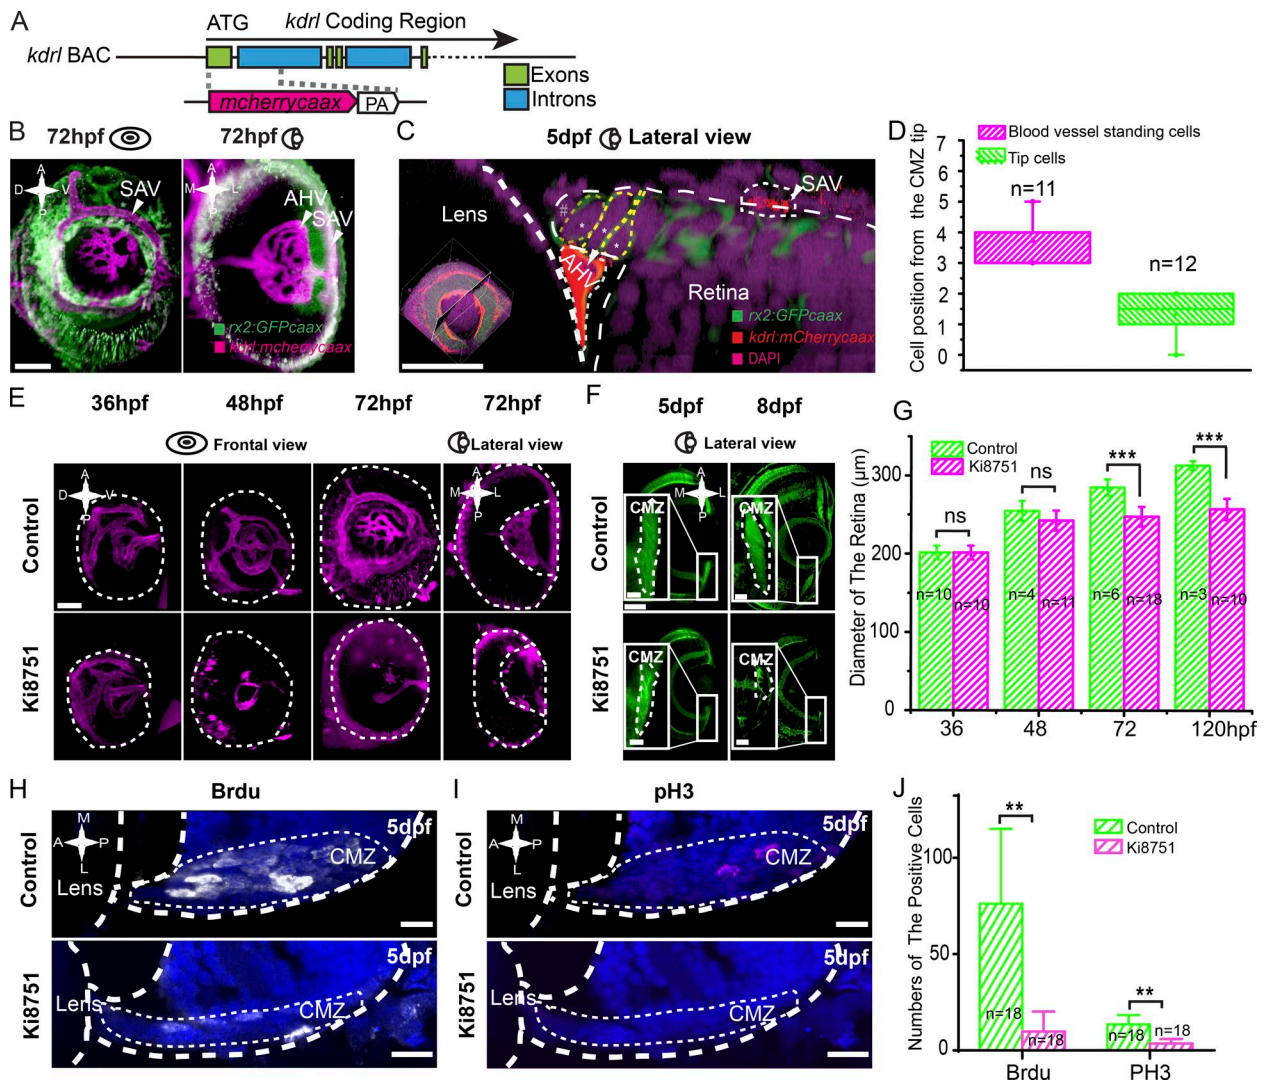 A
ATG
kdrl Coding Region
kdrl BAC
Exons
Introns
mcherrycaax
PA
B
72hpf
72hpf
A
D
V
P
SAV
A
M
L
P
AHV
SAV
rx2:GFPcaax
kdrl:mcherrycaax
C
5dpf
Lateral view
Lens
#
*
*
*
*
AHV
SAV
Retina
rx2:GFPcaax
kdrl:mCherrycaax
DAPI
D
Cell position from the CMZ tip
7
6
5
4
3
2
1
0
Blood vessel standing cells
Tip cells
n=11
n=12
E
36hpf
48hpf
72hpf
72hpf
Frontal view
Lateral view
Control
A
D
V
P
A
M
L
P
Ki8751
F
5dpf
8dpf
Lateral view
Control
CMZ
A
M
L
P
CMZ
Ki8751
CMZ
CMZ
G
Diameter of The Retina (μm)
300
200
100
0
Control
Ki8751
ns
ns
***
***
n=10
n=10
n=4
n=11
n=6
n=18
n=3
n=10
36
48
72
120hpf
H
Brdu
Control
M
A
P
L
Lens
5dpf
CMZ
Ki8751
Lens
5dpf
CMZ
I
pH3
Control
5dpf
CMZ
Ki8751
Lens
5dpf
CMZ
J
Numbers of The Positive Cells
100
50
0
Control
Ki8751
**
**
n=18
n=18
n=18
n=18
Brdu
PH3